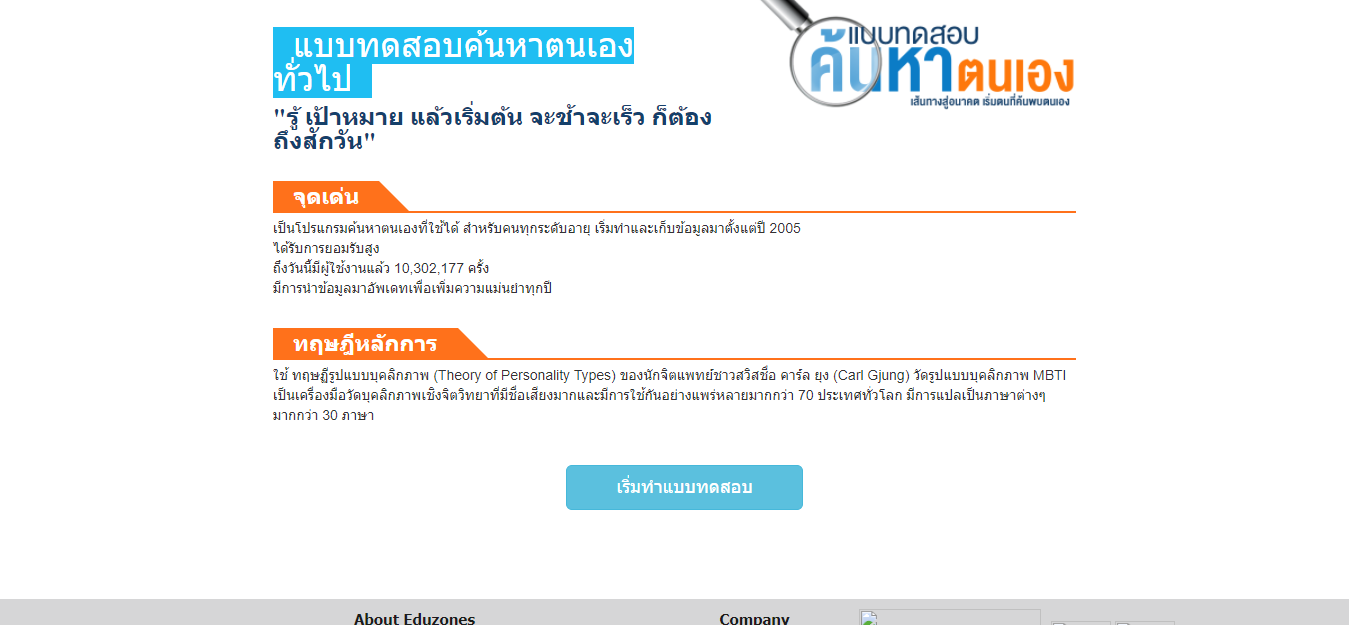 แบบทดสอบค้นหาตนเอง
ทั่วไป
"รู้ เป้าหมาย แล้วเริ่มต้น จะช้าจะเร็ว ก็ต้อง
ถึงสักวัน"
แบบทดสอบ
ค้นหาตนเอง
เส้นทางสู่อนาคต เริ่มต้นที่ค้นพบตนเอง
จุดเด่น
เป็นโปรแกรมค้นหาตนเองที่ใช้ได้ สำหรับคนทุกระดับอายุ เริ่มทำและเก็บข้อมูลมาตั้งแต่ปี 2005
ได้รับการยอมรับสูง
ถึงวันนี้มีผู้ใช้งานแล้ว 10,302,177 ครั้ง
มีการนำข้อมูลมาอัพเดทเพื่อเพิ่มความแม่นยำทุกปี
ทฤษฎีหลักการ
ใช้ ทฤษฎีรูปแบบบุคลิกภาพ (Theory of Personality Types) ของนักจิตแพทย์ชาวสวิสชื่อ คาร์ล ยุง (Carl Gjung) วัดรูปแบบบุคลิกภาพ MBTI
เป็นเครื่องมือวัดบุคลิกภาพเชิงจิตวิทยาที่มีชื่อเสียงมากและมีการใช้กันอย่างแพร่หลายมากกว่า 70 ประเทศทั่วโลก มีการแปลเป็นภาษาต่างๆ
มากกว่า 30 ภาษา
เริ่มทำแบบทดสอบ
About Eduzones
Company